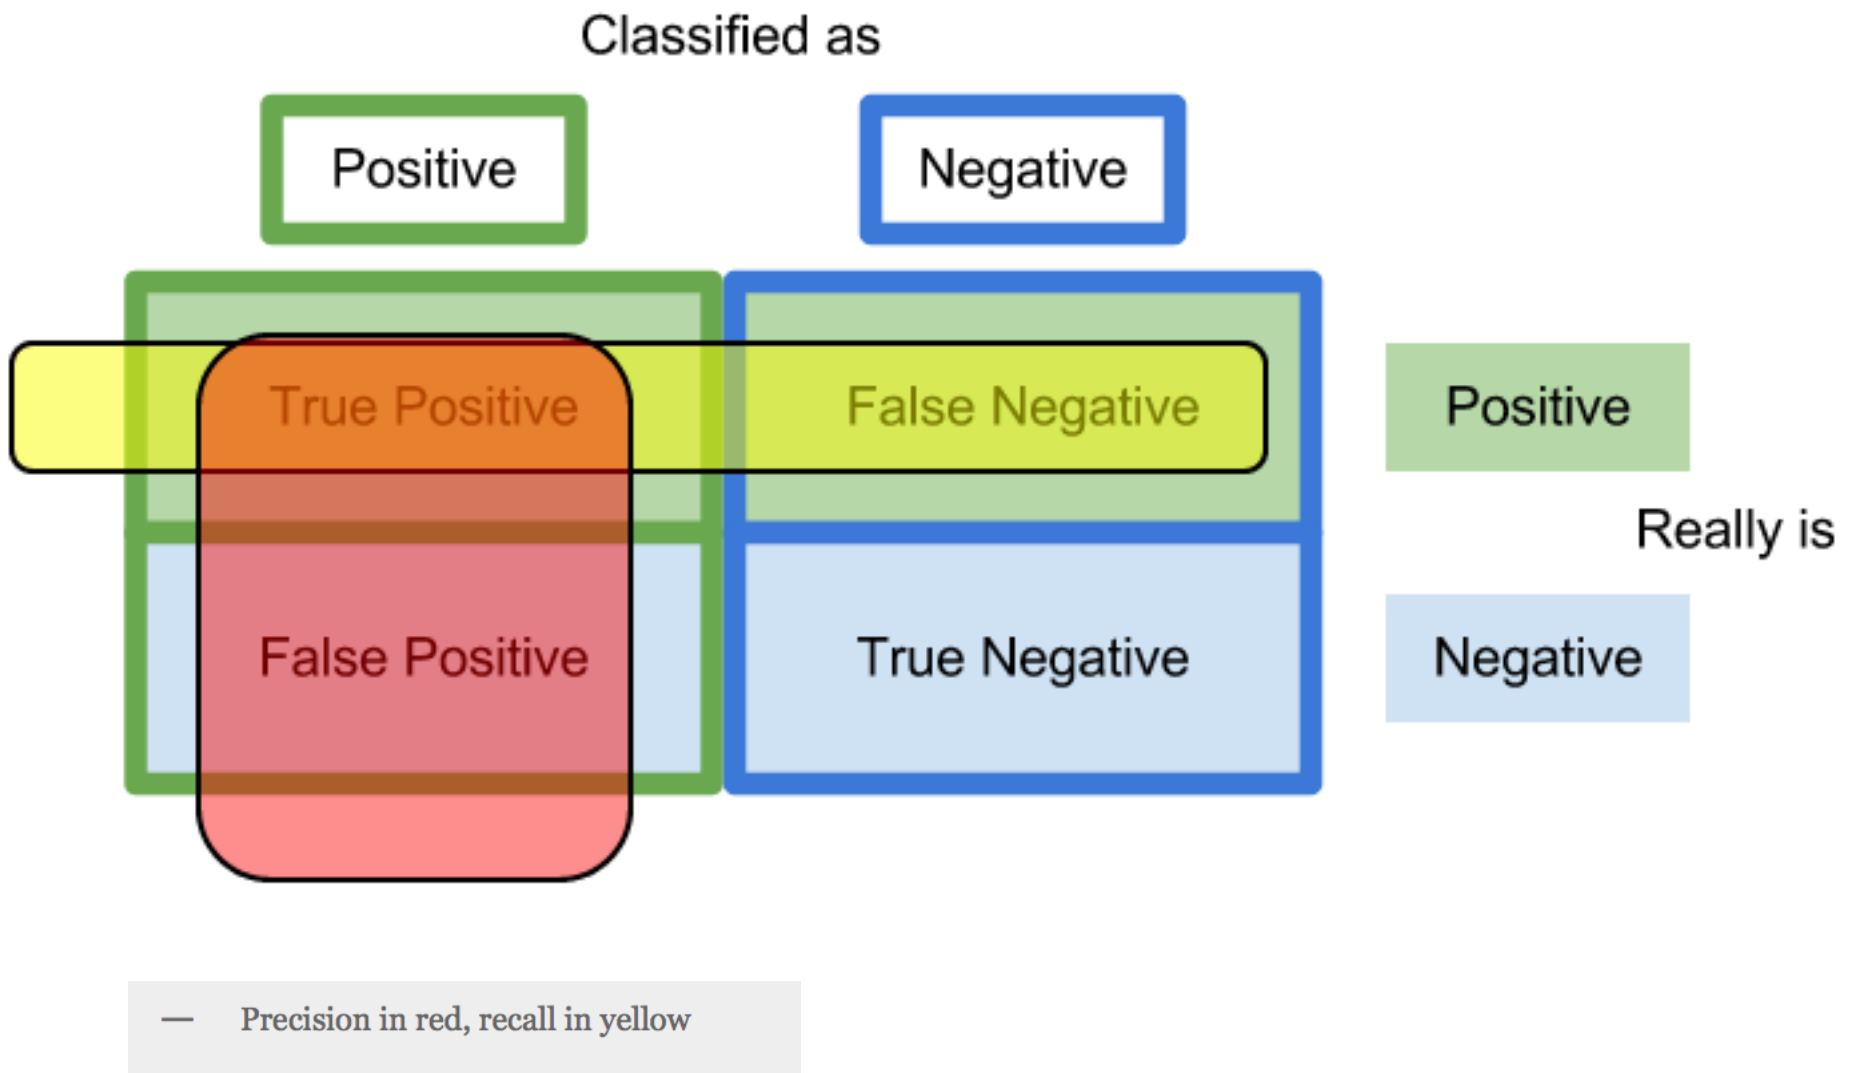 Classified as
Positive
Negative
True Positive
False Negative
Positive
Really is
False Positive
True Negative
Negative
— Precision in red, recall in yellow